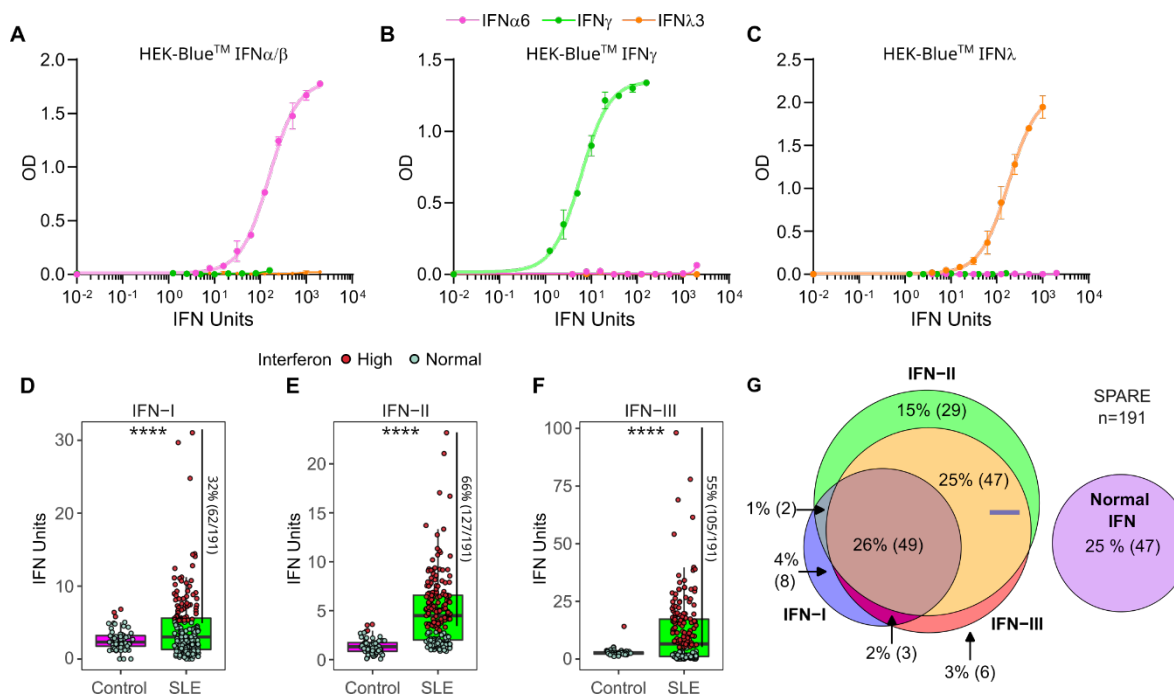 IFNα6 IFNγ IFNλ3
A
HEK-Blue™ IFNα/β
2.0
1.5
1.0
0.5
0.0
OD
10⁻² 10⁻¹ 10⁰ 10¹ 10² 10³ 10⁴
IFN Units
B
HEK-Blue™ IFNγ
1.5
1.0
0.5
0.0
OD
10⁻² 10⁻¹ 10⁰ 10¹ 10² 10³ 10⁴
IFN Units
C
HEK-Blue™ IFNλ
2.0
1.5
1.0
0.5
0.0
OD
10⁻² 10⁻¹ 10⁰ 10¹ 10² 10³ 10⁴
IFN Units
Interferon High Normal
D
IFN−I
****
30
20
10
0
IFN Units
32% (62/191)
Control SLE
E
IFN−II
****
20
15
10
5
0
IFN Units
66% (127/191)
Control SLE
F
IFN−III
****
100
75
50
25
0
IFN Units
55% (105/191)
Control SLE
G
IFN−II
SPARE
n=191
15% (29)
25% (47)
1% (2)
26% (49)
4%
(8)
IFN−I
IFN−III
2% (3)
3% (6)
Normal
IFN
25 % (47)